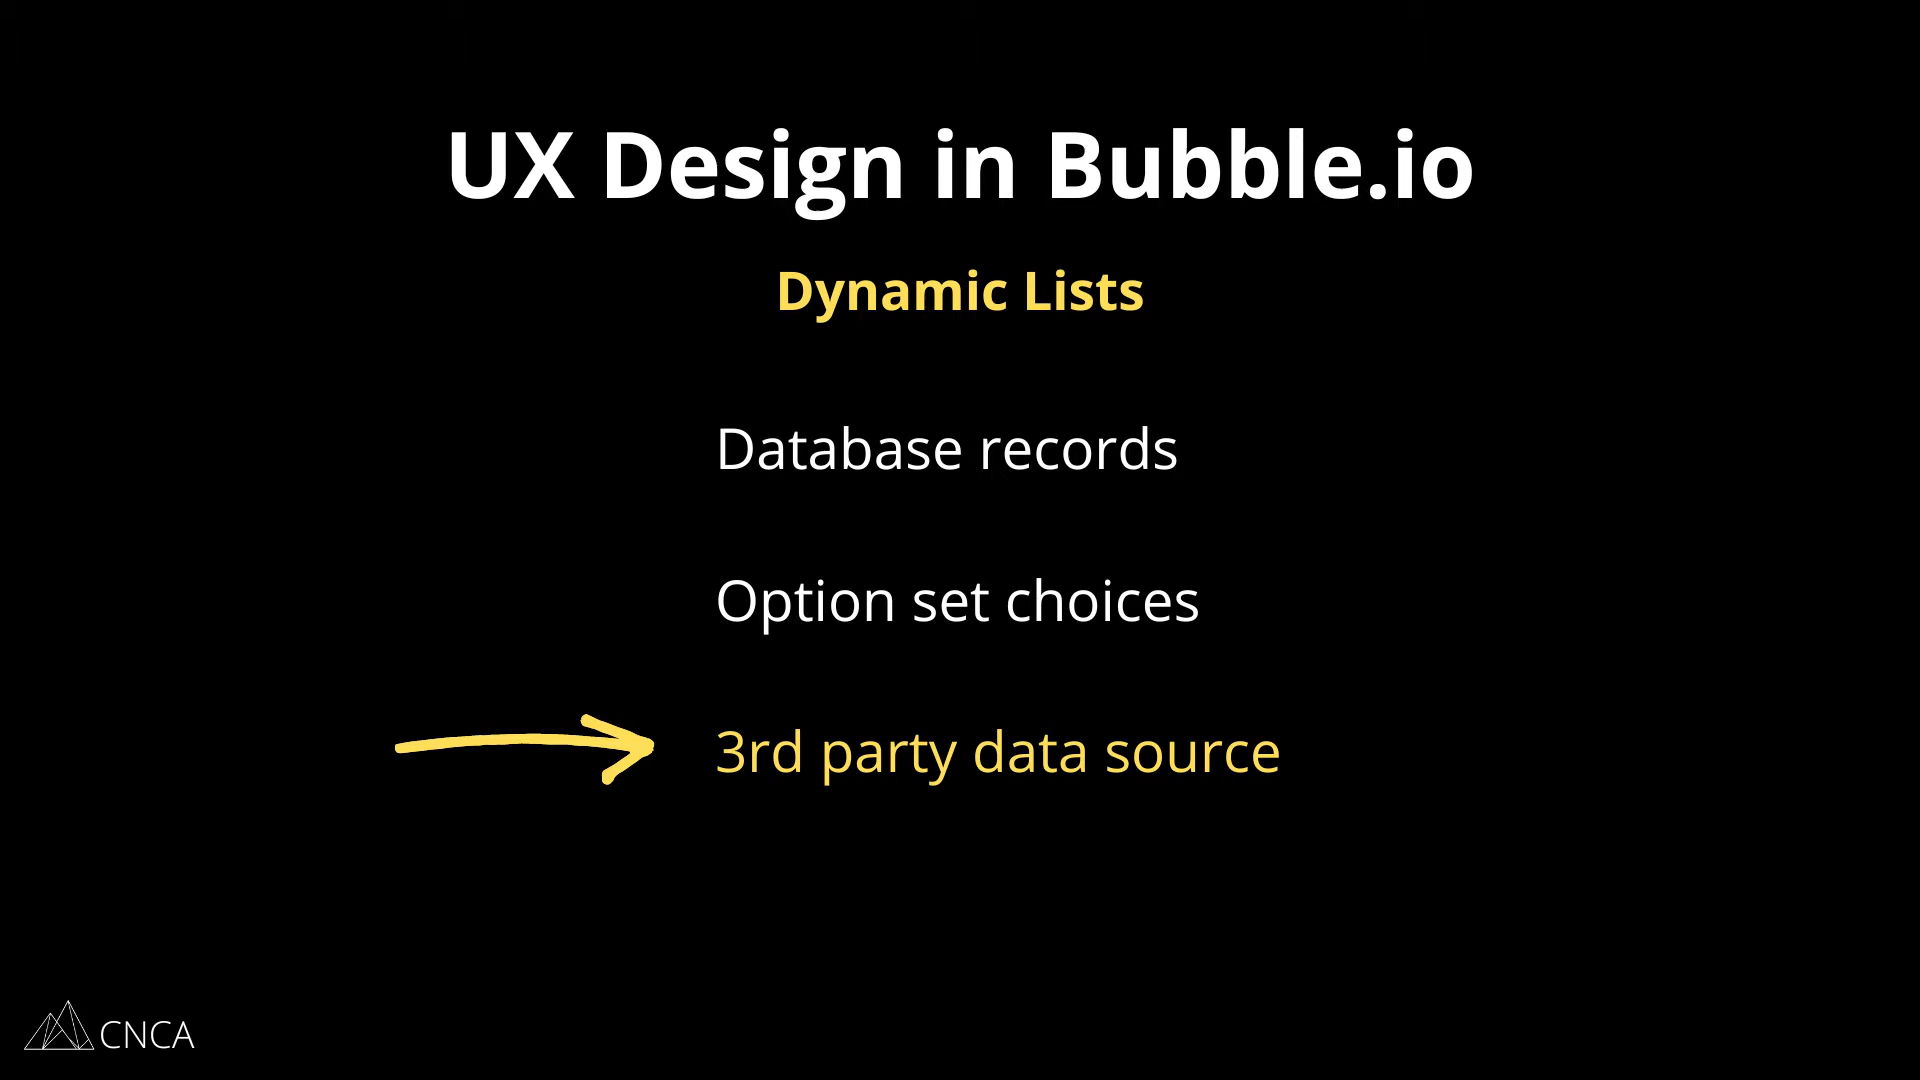 UX Design in Bubble.io
Dynamic Lists
Database records
Option set choices
3rd party data source
CNCA